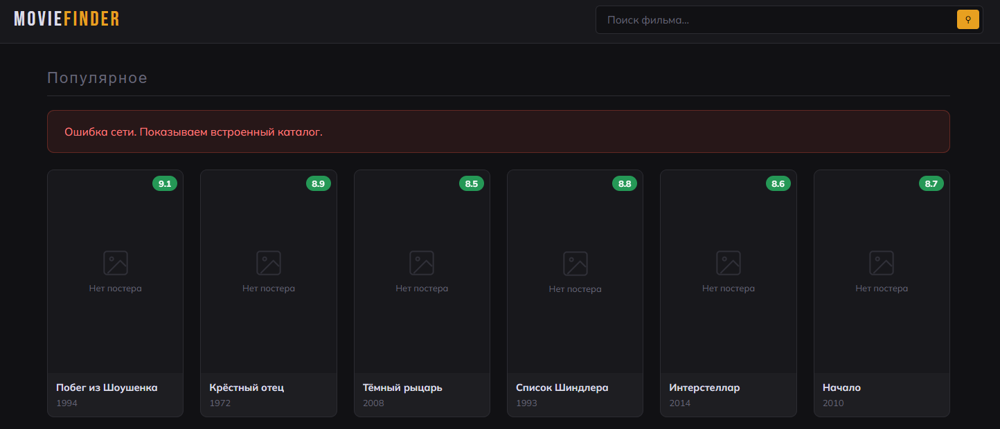 MOVIEFINDER
Поиск фильма...
Популярное
Ошибка сети. Показываем встроенный каталог.
9.1
Нет постера
Побег из Шоушенка
1994
8.9
Нет постера
Крёстный отец
1972
8.5
Нет постера
Тёмный рыцарь
2008
8.8
Нет постера
Список Шиндлера
1993
8.6
Нет постера
Интерстеллар
2014
8.7
Нет постера
Начало
2010